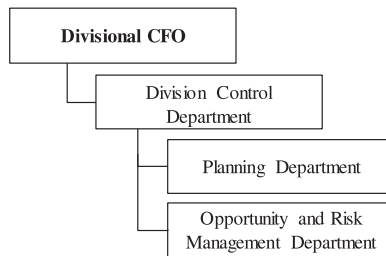 Divisional CFO
Division Control
Department
Planning Department
Opportunity and Risk
Management Department